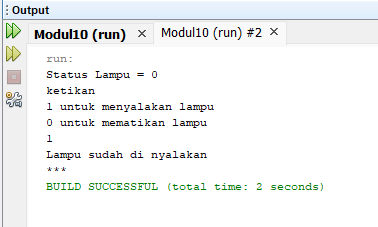 Output
Modul10 (run) × Modul10 (run) #2 ×
run:
Status Lampu = 0
ketikan
1 untuk menyalakan lampu
0 untuk mematikan lampu
1
Lampu sudah di nyalakan
***
BUILD SUCCESSFUL (total time: 2 seconds)